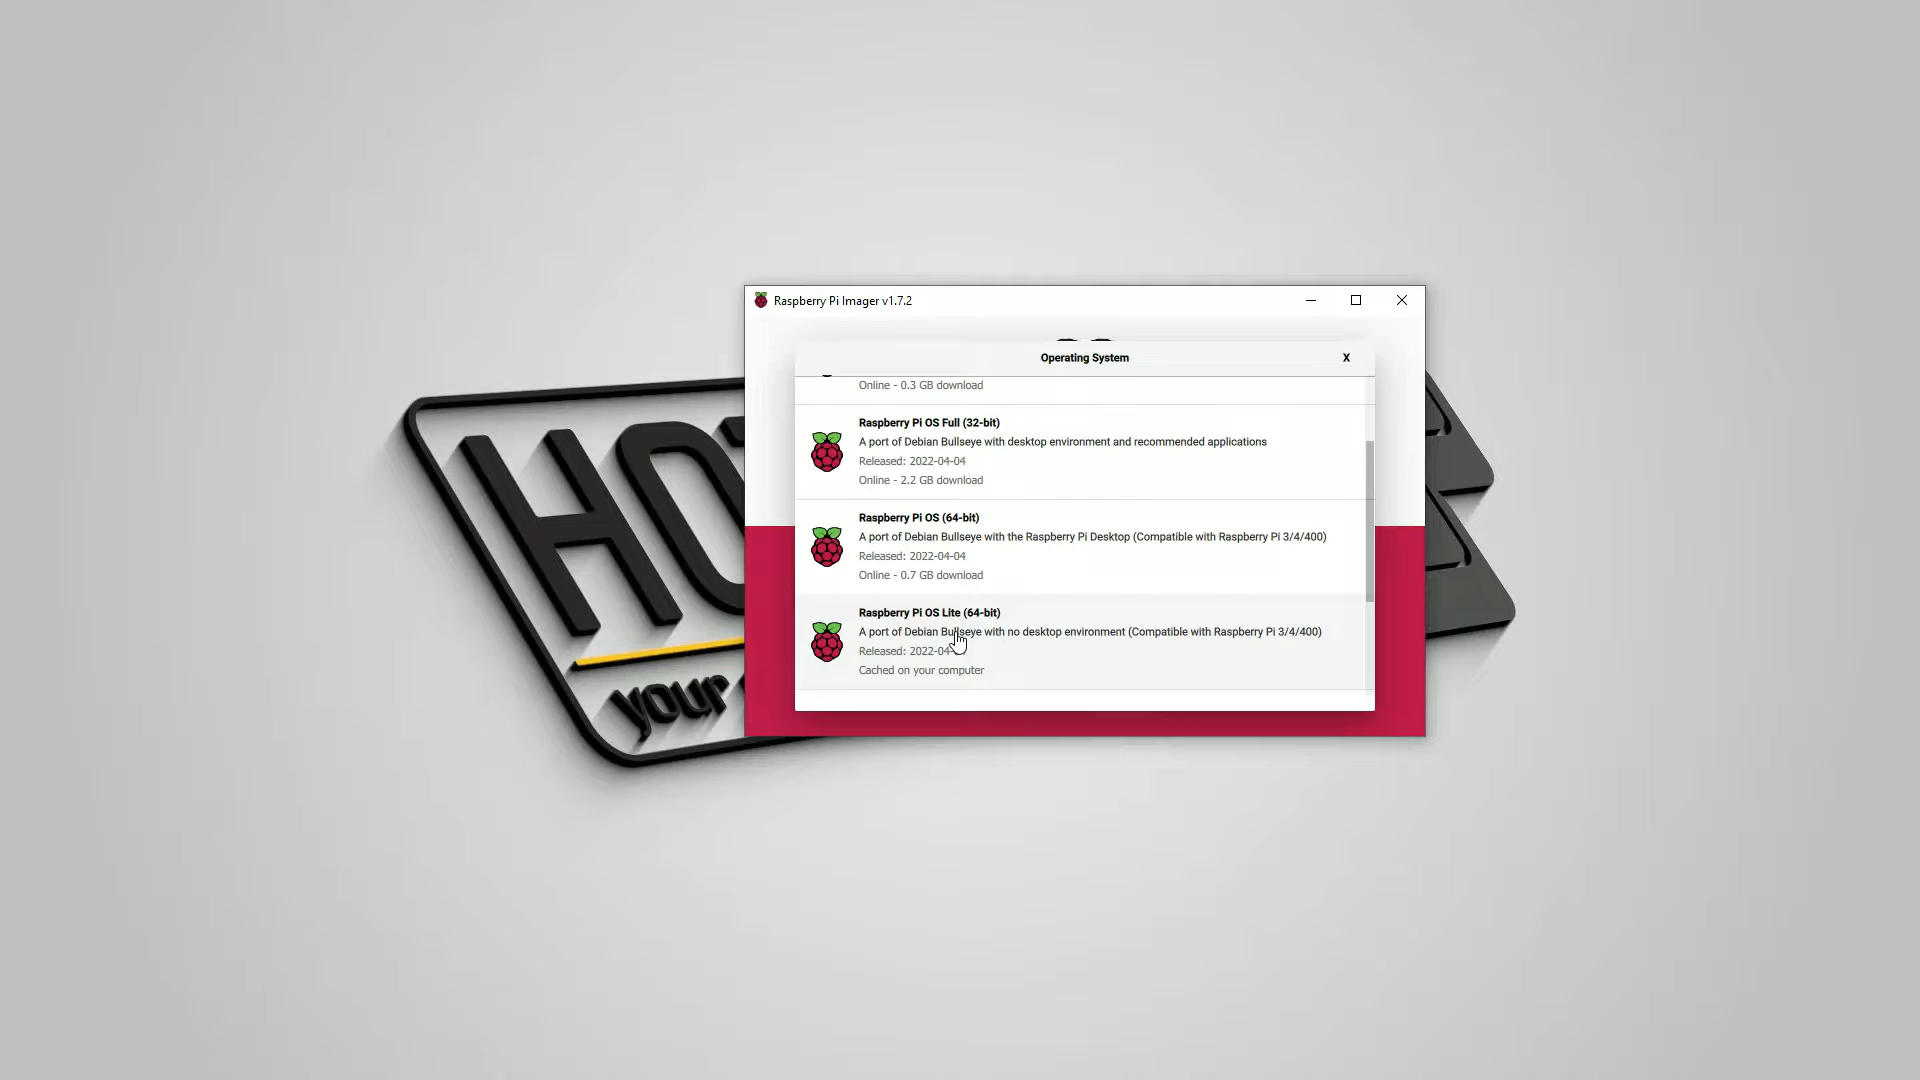 Raspberry Pi Imager v1.7.2
Operating System
X
Online - 0.3 GB download
Raspberry Pi OS Full (32-bit)
A port of Debian Bullseye with desktop environment and recommended applications
Released: 2022-04-04
Online - 2.2 GB download
Raspberry Pi OS (64-bit)
A port of Debian Bullseye with the Raspberry Pi Desktop (Compatible with Raspberry Pi 3/4/400)
Released: 2022-04-04
Online - 0.7 GB download
Raspberry Pi OS Lite (64-bit)
A port of Debian Bullseye with no desktop environment (Compatible with Raspberry Pi 3/4/400)
Released: 2022-04-
Cached on your computer
HO
your